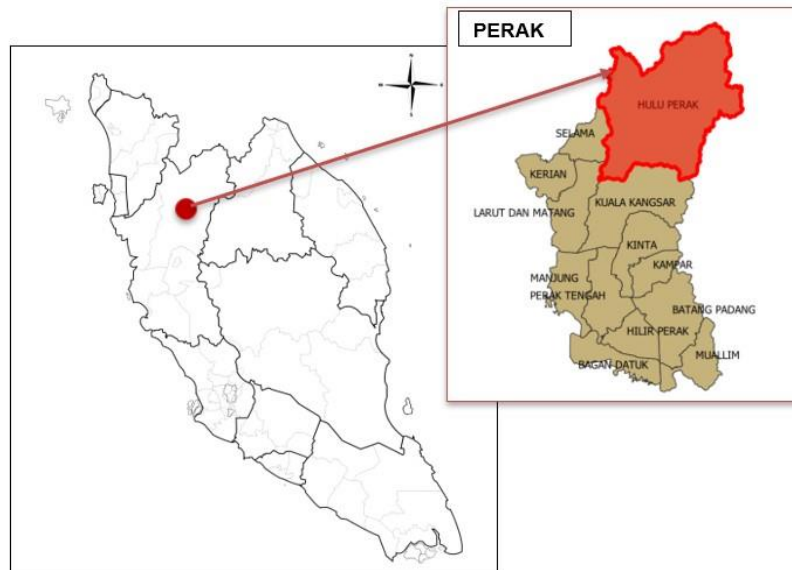 PERAK
HULU PERAK
SELAMA
KERIAN
LARUT DAN MATANG
KUALA KANGSAR
KINTA
KAMPAR
MANJUNG
PERAK TENGAH
BATANG PADANG
HILIR PERAK
MUALLIM
BAGAN DATUK